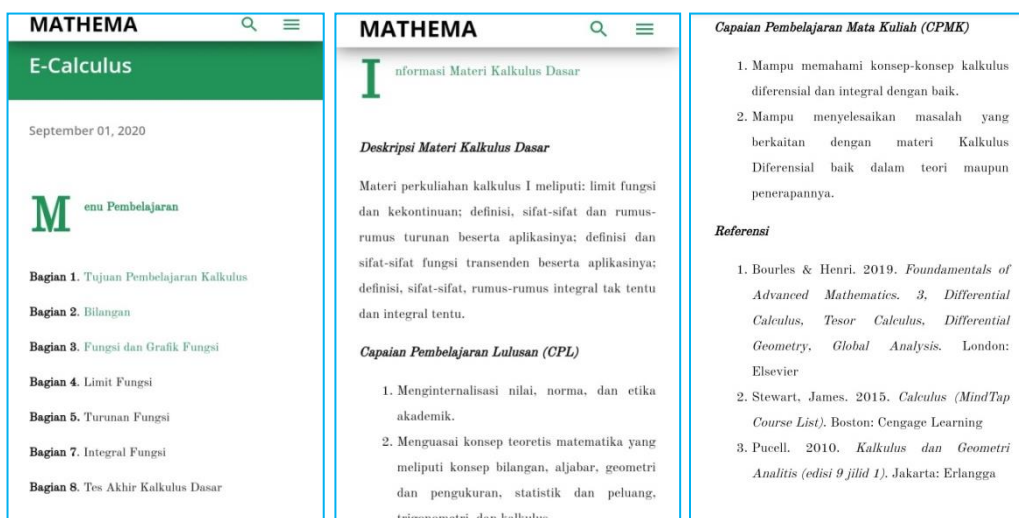 MATHEMA
E-Calculus
September 01, 2020
Menu Pembelajaran
Bagian 1. Tujuan Pembelajaran Kalkulus
Bagian 2. Bilangan
Bagian 3. Fungsi dan Grafik Fungsi
Bagian 4. Limit Fungsi
Bagian 5. Turunan Fungsi
Bagian 7. Integral Fungsi
Bagian 8. Tes Akhir Kalkulus Dasar
MATHEMA
Informasi Materi Kalkulus Dasar
Deskripsi Materi Kalkulus Dasar
Materi perkuliahan kalkulus I meliputi: limit fungsi
dan kekontinuan; definisi, sifat-sifat dan rumus-
rumus turunan beserta aplikasinya; definisi dan
sifat-sifat fungsi transenden beserta aplikasinya;
definisi, sifat-sifat, rumus-rumus integral tak tentu
dan integral tentu.
Capaian Pembelajaran Lulusan (CPL)
1. Menginternalisasi nilai, norma, dan etika
akademik.
2. Menguasai konsep teoretis matematika yang
meliputi konsep bilangan, aljabar, geometri
dan pengukuran, statistik dan peluang,
trigonometri, dan kalkulus
Capaian Pembelajaran Mata Kuliah (CPMK)
1. Mampu memahami konsep-konsep kalkulus
diferensial dan integral dengan baik.
2. Mampu menyelesaikan masalah yang
berkaitan dengan materi Kalkulus
Diferensial baik dalam teori maupun
penerapannya.
Referensi
1. Bourles & Henri. 2019. Foundamentals of
Advanced Mathematics. 3, Differential
Calculus, Tesor Calculus, Differential
Geometry, Global Analysis. London:
Elsevier
2. Stewart, James. 2015. Calculus (MindTap
Course List). Boston: Cengage Learning
3. Pucell. 2010. Kalkulus dan Geometri
Analitis (edisi 9 jilid 1). Jakarta: Erlangga